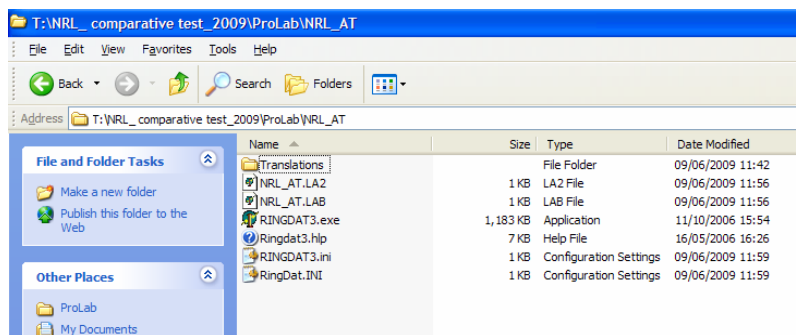 T:\NRL_ comparative test_2009\ProLab\NRL_AT
File Edit View Favorites Tools Help
Back Search Folders
Address T:\NRL_ comparative test_2009\ProLab\NRL_AT
File and Folder Tasks
Make a new folder
Publish this folder to the
Web
Other Places
ProLab
My Documents
Name Size Type Date Modified
Translations File Folder 09/06/2009 11:42
NRL_AT.LA2 1 KB LA2 File 09/06/2009 11:56
NRL_AT.LAB 1 KB LAB File 09/06/2009 11:56
RINGDAT3.exe 1,183 KB Application 11/10/2006 15:54
Ringdat3.hlp 7 KB Help File 16/05/2006 16:26
RINGDAT3.ini 1 KB Configuration Settings 09/06/2009 11:59
RingDat.INI 1 KB Configuration Settings 09/06/2009 11:59